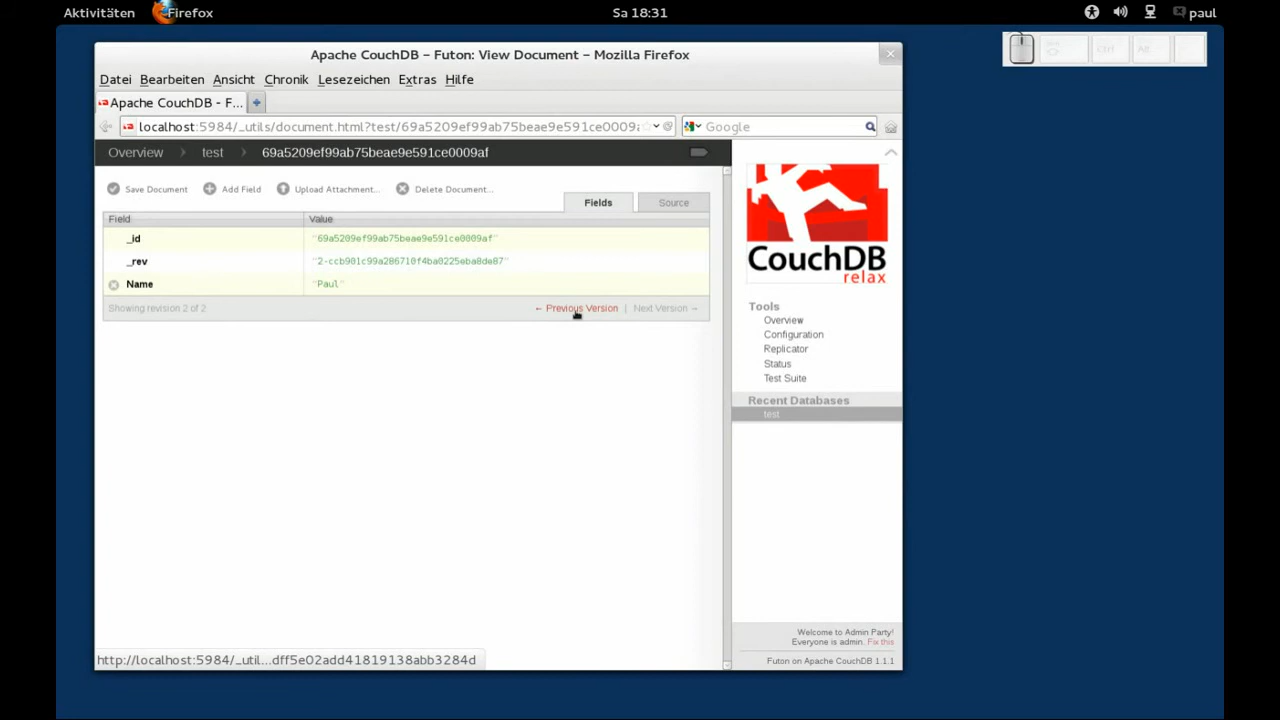 Aktivitäten Firefox Sa 18:31 paul
Apache CouchDB – Futon: View Document – Mozilla Firefox
Datei Bearbeiten Ansicht Chronik Lesezeichen Extras Hilfe
Apache CouchDB - F...
localhost:5984/_utils/document.html?test/69a5209ef99ab75beae9e591ce0009a Google
Overview test 69a5209ef99ab75beae9e591ce0009af
Save Document Add Field Upload Attachment... Delete Document...
Fields Source
Field Value
_id "69a5209ef99ab75beae9e591ce0009af"
_rev "2-ccb901c99a286710f4ba0225eba8de87"
Name "Paul"
Showing revision 2 of 2 ← Previous Version | Next Version →
CouchDB
relax
Tools
Overview
Configuration
Replicator
Status
Test Suite
Recent Databases
test
Welcome to Admin Party!
Everyone is admin. Fix this
Futon on Apache CouchDB 1.1.1
http://localhost:5984/_util...dff5e02add41819138abb3284d